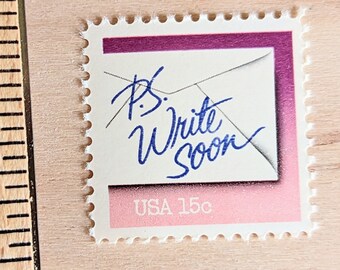 P.S.
Write
Soon
USA 15c